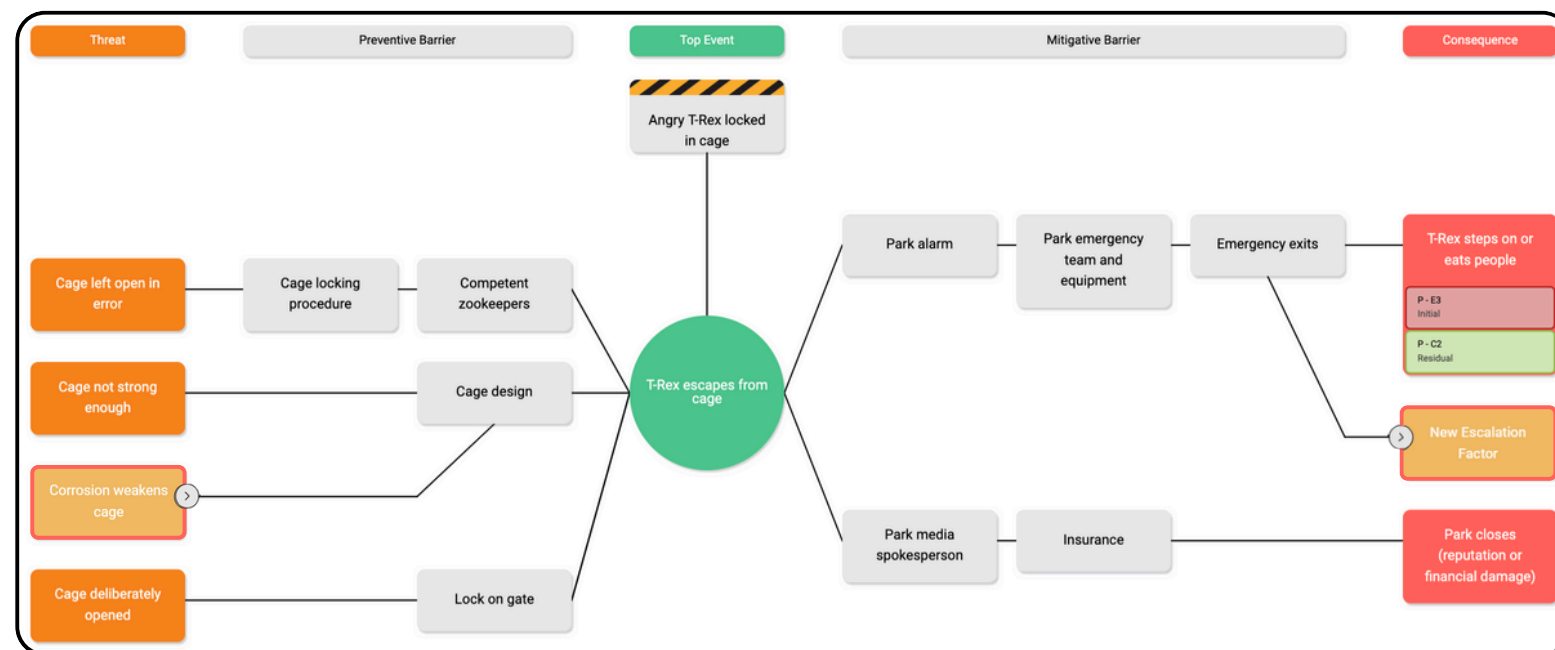 Threat
Preventive Barrier
Top Event
Mitigative Barrier
Consequence
Angry T-Rex locked
in cage
Cage left open in
error
Cage locking
procedure
Competent
zookeepers
Cage not strong
enough
Cage design
Corrosion weakens
cage
Cage deliberately
opened
Lock on gate
T-Rex escapes from
cage
Park alarm
Park emergency
team and
equipment
Emergency exits
T-Rex steps on or
eats people
P - E3
Initial
P - C2
Residual
New Escalation
Factor
Park media
spokesperson
Insurance
Park closes
(reputation or
financial damage)